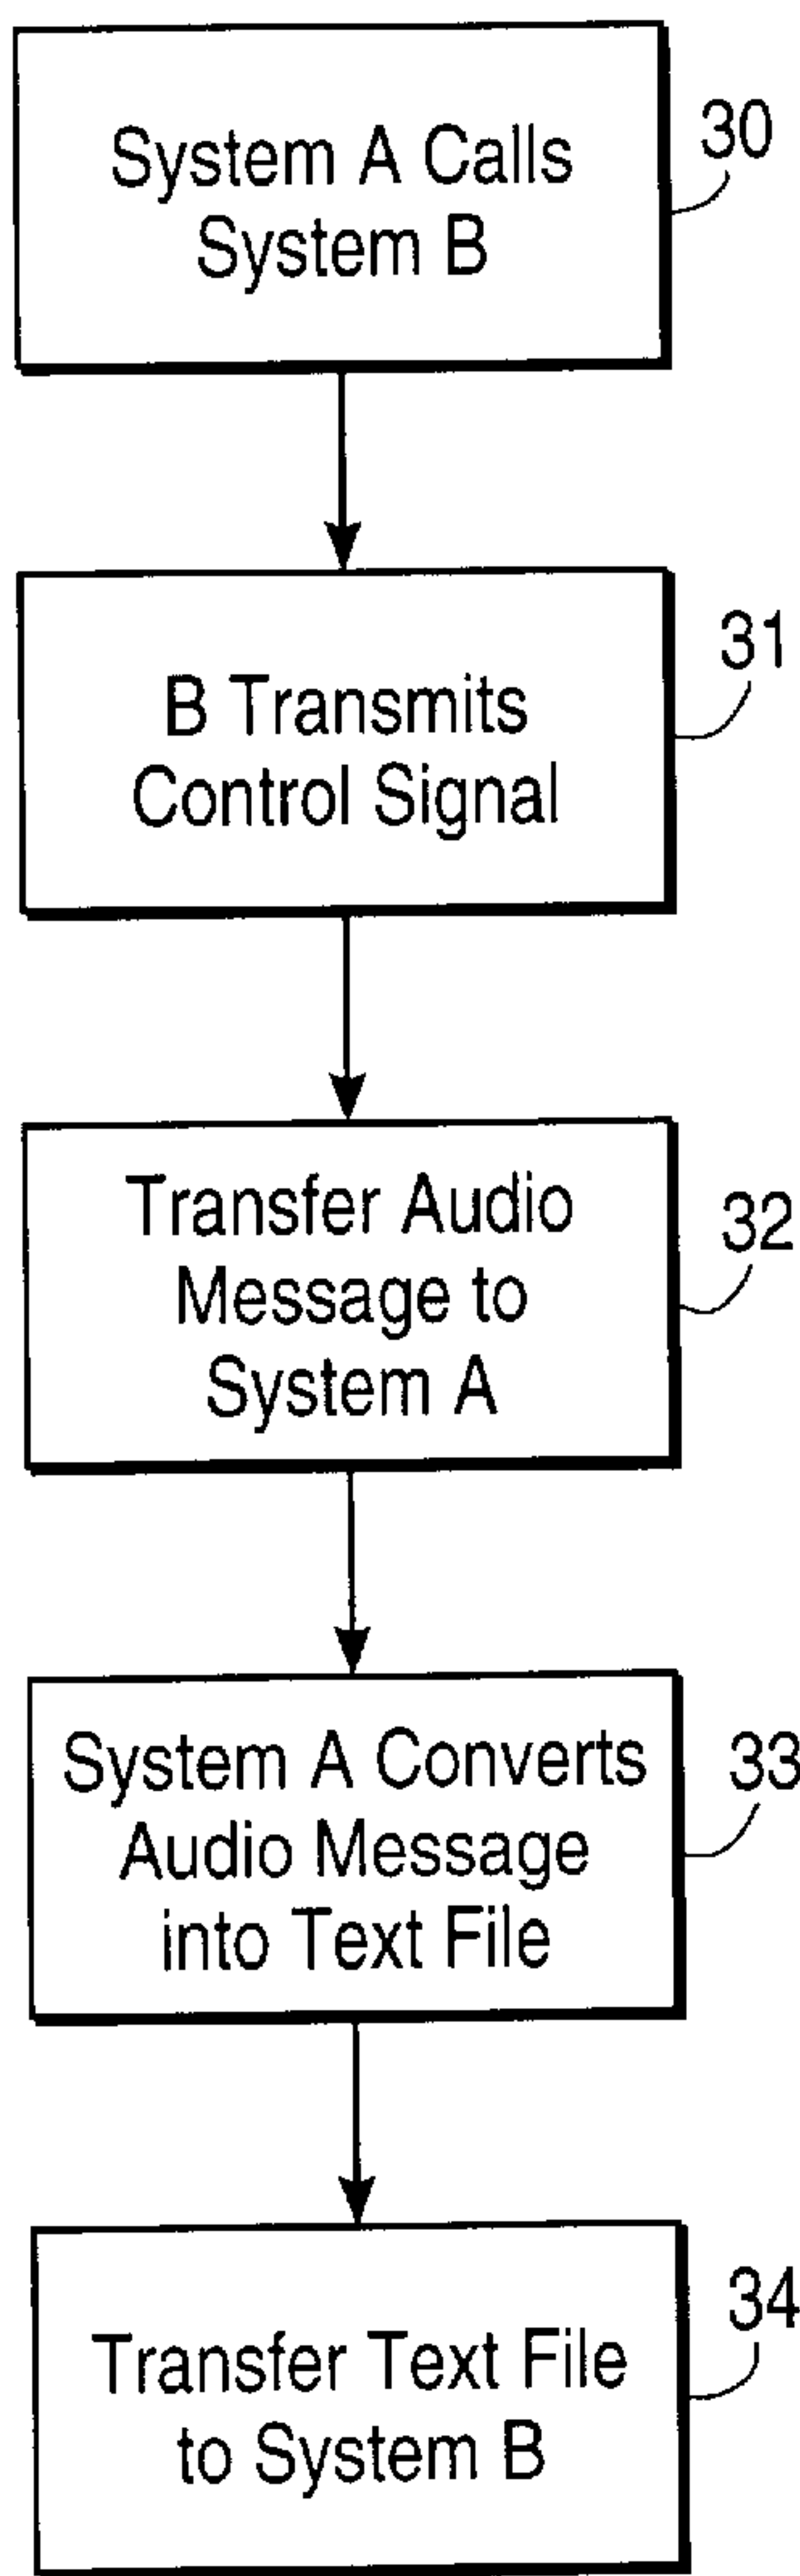 System A Calls
System B
30
B Transmits
Control Signal
31
Transfer Audio
Message to
System A
32
System A Converts
Audio Message
into Text File
33
Transfer Text File
to System B
34